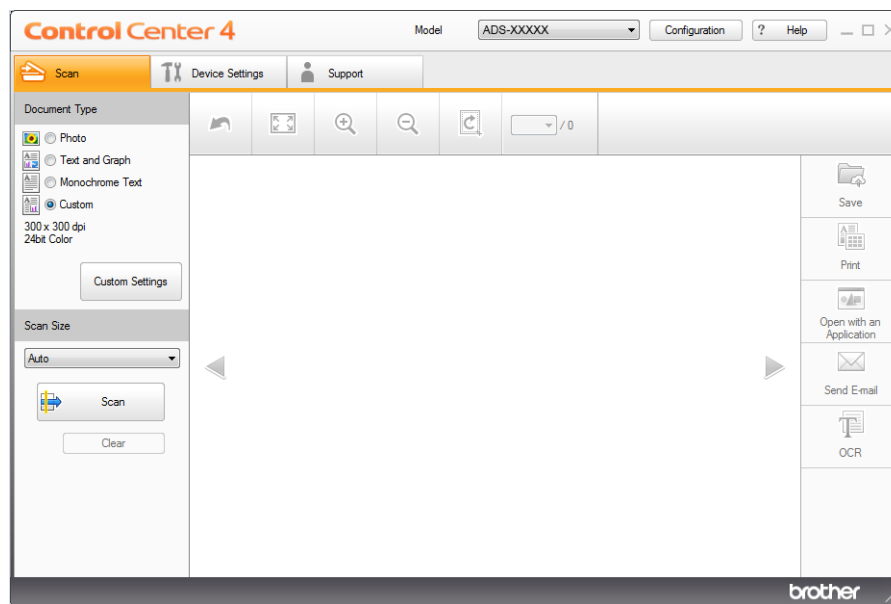 Control Center 4
Model
ADS-XXXXX
Configuration
? Help
Scan
Device Settings
Support
Document Type
Photo
Text and Graph
Monochrome Text
Custom
300 x 300 dpi
24bit Color
Custom Settings
Scan Size
Auto
Scan
Clear
/ 0
Save
Print
Open with an
Application
Send E-mail
OCR
brother